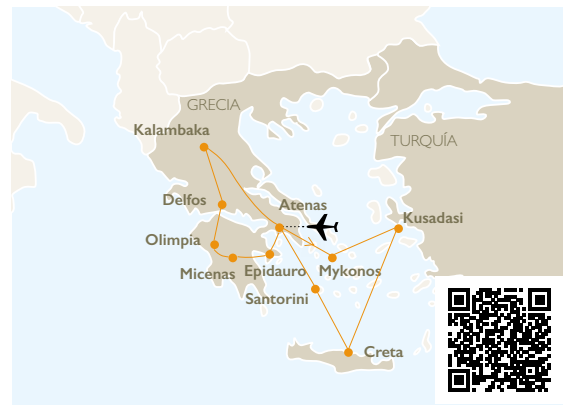 GRECIA
Kalambaka
TURQUÍA
Delfos
Atenas
Kusadasi
Olimpia
Micenas
Epidauro
Mykonos
Santorini
Creta